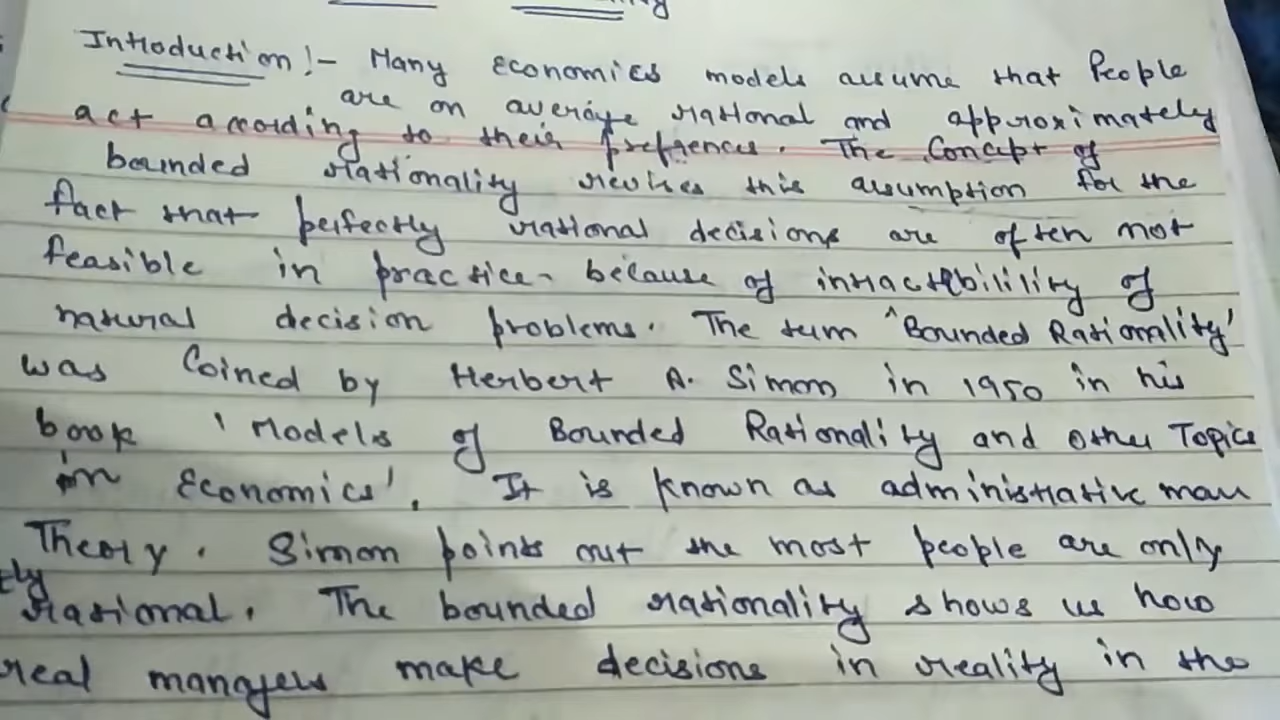 Introduction :- Many economics models assume that People
are on average rational and approximately
act according to their preferences. The Concept of
bounded rationality revises this assumption for the
fact that perfectly rational decisions are often not
feasible in practice because of intractibility of
natural decision problems. The term 'Bounded Rationality'
was Coined by Herbert A. Simon in 1950 in his
book 'Models of Bounded Rationality and other Topics
in Economics'. It is known as administrative man
Theory. Simon points out the most people are only
rational. The bounded rationality shows us how
real managers make decisions in reality in the